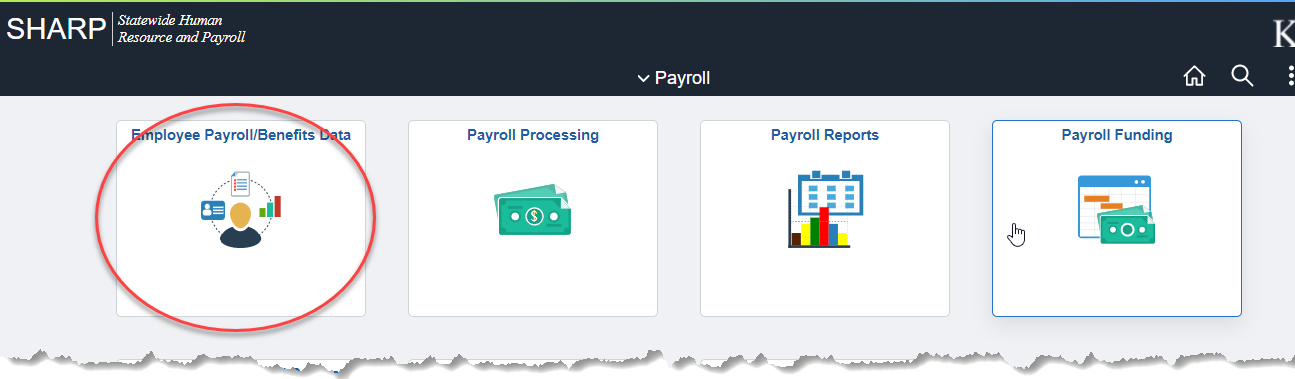 SHARP
Statewide Human
Resource and Payroll
K
Payroll
Employee Payroll/Benefits Data
Payroll Processing
Payroll Reports
Payroll Funding